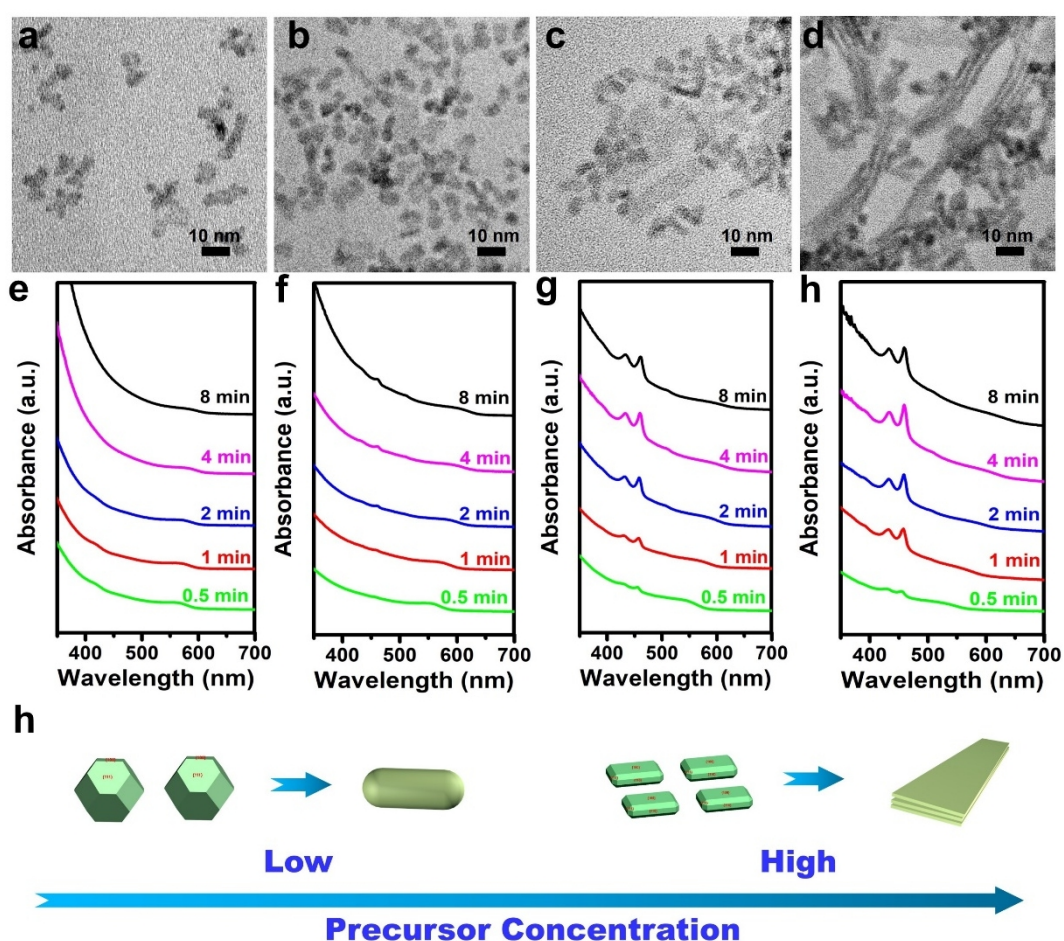 a
b
c
d
10 nm
10 nm
10 nm
10 nm
e
f
g
h
Absorbance (a.u.)
8 min
4 min
2 min
1 min
0.5 min
400 500 600 700
Wavelength (nm)
Absorbance (a.u.)
8 min
4 min
2 min
1 min
0.5 min
400 500 600 700
Wavelength (nm)
Absorbance (a.u.)
8 min
4 min
2 min
1 min
0.5 min
400 500 600 700
Wavelength (nm)
Absorbance (a.u.)
8 min
4 min
2 min
1 min
0.5 min
400 500 600 700
Wavelength (nm)
h
Low
High
Precursor Concentration